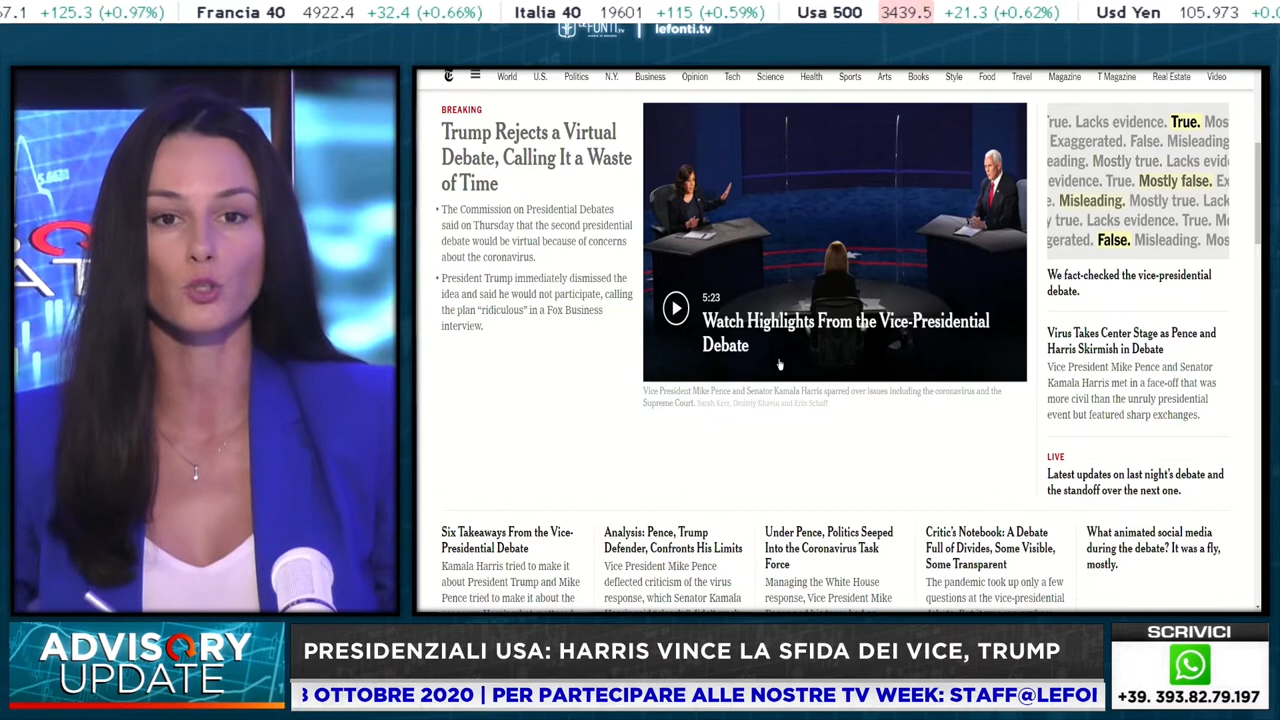 +125.3 (+0.97%) Francia 40 4922.4 +32.4 (+0.66%) Italia 40 19601 +115 (+0.59%) Usa 500 3439.5 +21.3 (+0.62%) Usd Yen 105.973
LEFONTI.TV lefonti.tv
World U.S. Politics N.Y. Business Opinion Tech Science Health Sports Arts Books Style Food Travel Magazine T Magazine Real Estate Video
BREAKING
Trump Rejects a Virtual
Debate, Calling It a Waste
of Time
• The Commission on Presidential Debates
said on Thursday that the second presidential
debate would be virtual because of concerns
about the coronavirus.
• President Trump immediately dismissed the
idea and said he would not participate, calling
the plan “ridiculous” in a Fox Business
interview.
5:23
Watch Highlights From the Vice-Presidential
Debate
Vice President Mike Pence and Senator Kamala Harris sparred over issues including the coronavirus and the
Supreme Court. Sarah Kerr, Dmitriy Khavin and Erin Schaff
True. Lacks evidence. True. Mos
Exaggerated. False. Misleading
eading. Mostly true. Lacks evid
evidence. True. Mostly false. Ex
. Misleading. Mostly true. Lack
y true. Lacks evidence. True. Mo
gerated. False. Misleading. Mos
We fact-checked the vice-presidential
debate.
Virus Takes Center Stage as Pence and
Harris Skirmish in Debate
Vice President Mike Pence and Senator
Kamala Harris met in a face-off that was
more civil than the unruly presidential
event but featured sharp exchanges.
LIVE
Latest updates on last night’s debate and
the standoff over the next one.
Six Takeaways From the Vice-
Presidential Debate
Kamala Harris tried to make it
about President Trump and Mike
Pence tried to make it about the
Analysis: Pence, Trump
Defender, Confronts His Limits
Vice President Mike Pence
deflected criticism of the virus
response, which Senator Kamala
Under Pence, Politics Seeped
Into the Coronavirus Task
Force
Managing the White House
response, Vice President Mike
Critic’s Notebook: A Debate
Full of Divides, Some Visible,
Some Transparent
The pandemic took up only a few
questions at the vice-presidential
What animated social media
during the debate? It was a fly,
mostly.
ADVISORY
UPDATE
PRESIDENZIALI USA: HARRIS VINCE LA SFIDA DEI VICE, TRUMP
8 OTTOBRE 2020 | PER PARTECIPARE ALLE NOSTRE TV WEEK: STAFF@LEFO
SCRIVICI
+39. 393.82.79.197